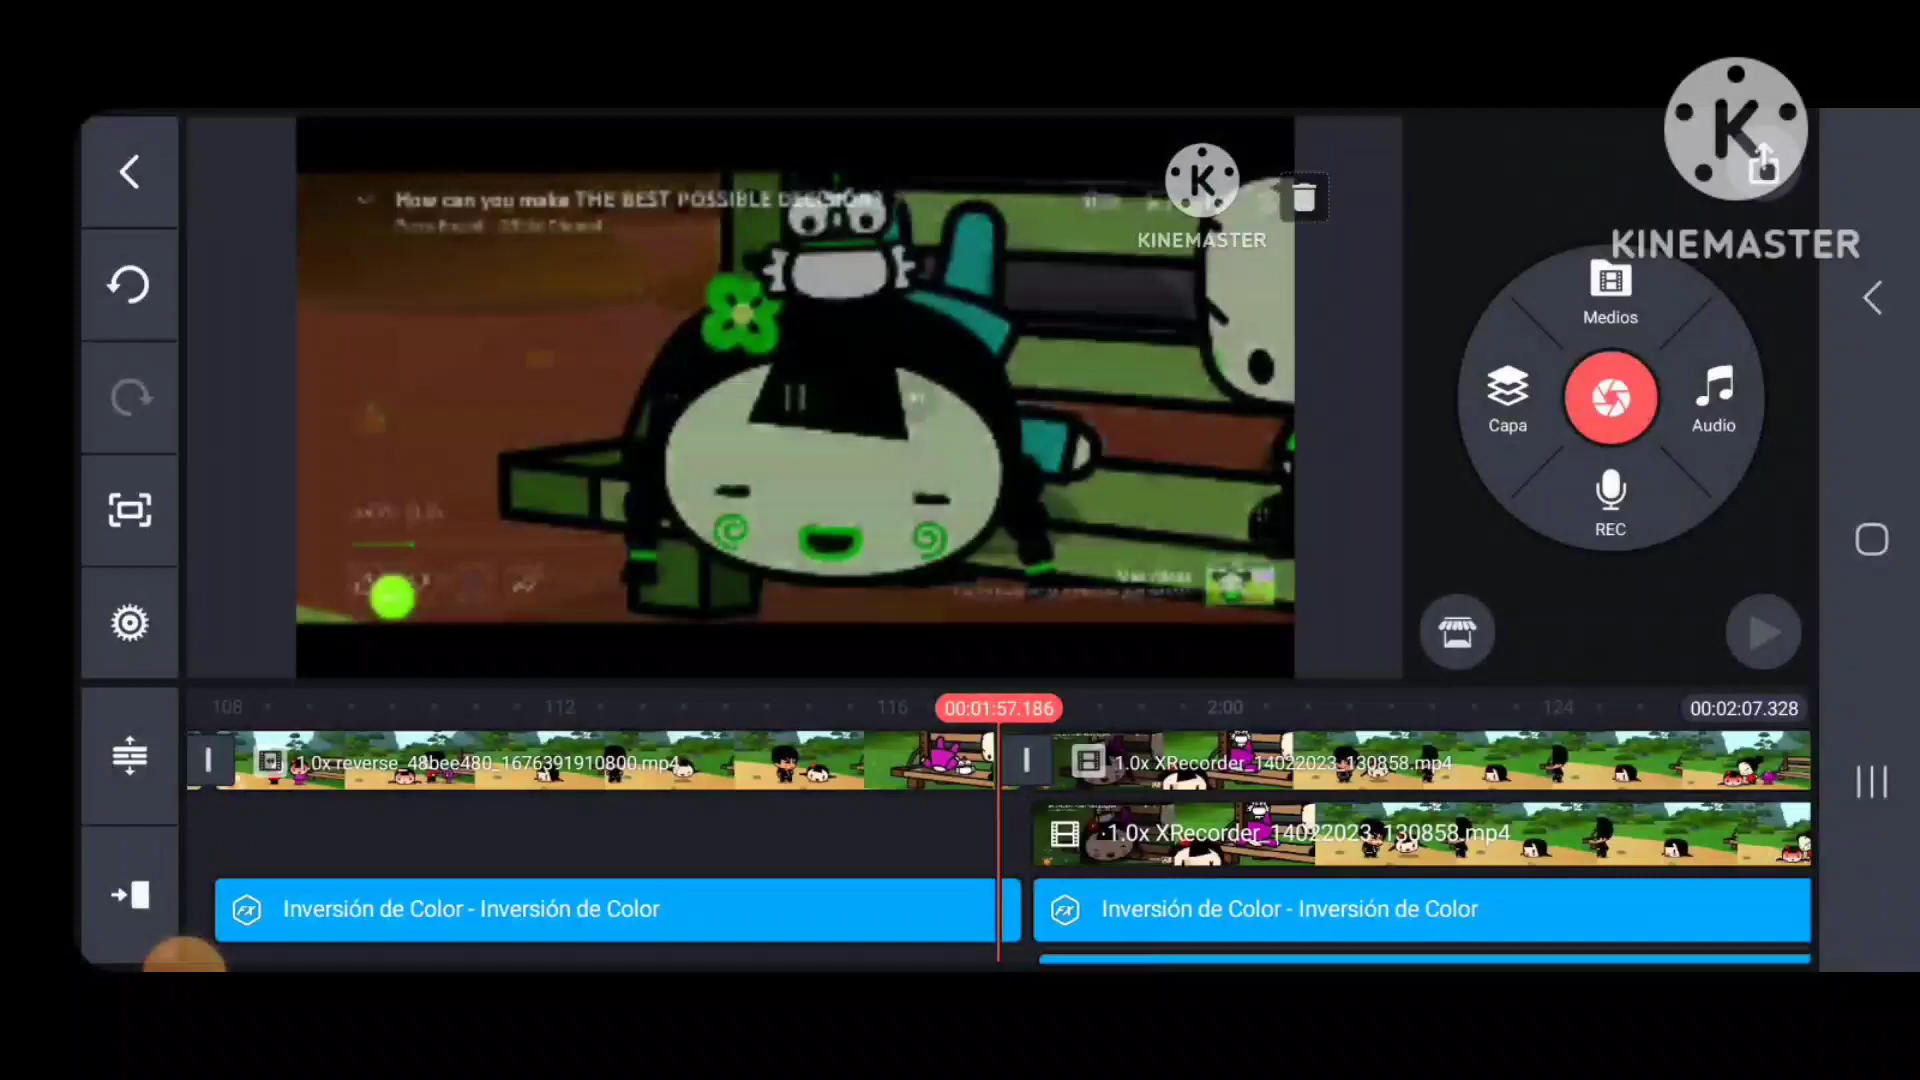 How can you make THE BEST POSSIBLE DECISIÓN?
KINEMASTER
KINEMASTER
Medios
Capa
Audio
REC
108
112
116
00:01:57.186
2:00
124
00:02:07.328
1.0x reverse_48bee480_1676391910800.mp4
1.0x XRecorder_14022023_130858.mp4
1.0x XRecorder_14022023_130858.mp4
Inversión de Color - Inversión de Color
Inversión de Color - Inversión de Color